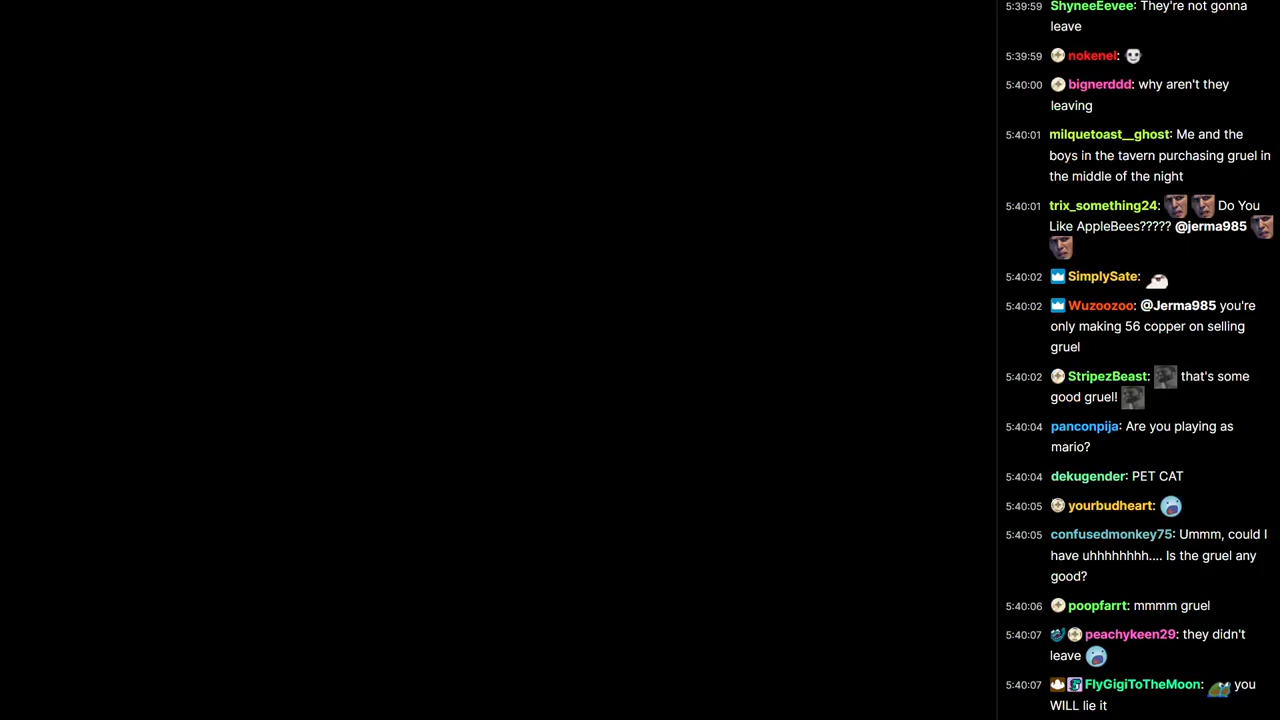 5:39:59 ShyneeEevee: They're not gonna
leave
5:39:59 nokenel:
5:40:00 bignerddd: why aren't they
leaving
5:40:01 milquetoast__ghost: Me and the
boys in the tavern purchasing gruel in
the middle of the night
5:40:01 trix_something24: Do You
Like AppleBees????? @jerma985
5:40:02 SimplySate:
5:40:02 Wuzoozoo: @Jerma985 you're
only making 56 copper on selling
gruel
5:40:02 StripezBeast: that's some
good gruel!
5:40:04 panconpija: Are you playing as
mario?
5:40:04 dekugender: PET CAT
5:40:05 yourbudheart:
5:40:05 confusedmonkey75: Ummm, could I
have uhhhhhhhh.... Is the gruel any
good?
5:40:06 poopfarrt: mmmm gruel
5:40:07 peachykeen29: they didn't
leave
5:40:07 FlyGigiToTheMoon: you
WILL lie it